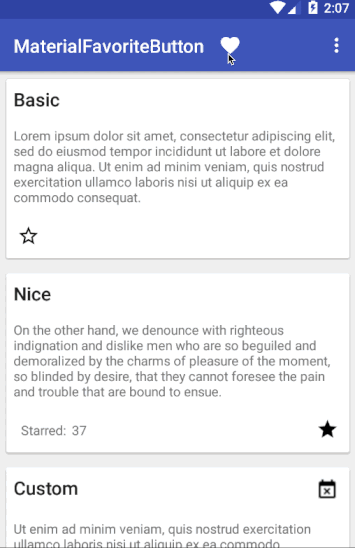 2:07
MaterialFavoriteButton
Basic
Lorem ipsum dolor sit amet, consectetur adipiscing elit,
sed do eiusmod tempor incididunt ut labore et dolore
magna aliqua. Ut enim ad minim veniam, quis nostrud
exercitation ullamco laboris nisi ut aliquip ex ea
commodo consequat.
Nice
On the other hand, we denounce with righteous
indignation and dislike men who are so beguiled and
demoralized by the charms of pleasure of the moment,
so blinded by desire, that they cannot foresee the pain
and trouble that are bound to ensue.
Starred: 37
Custom
Ut enim ad minim veniam, quis nostrud exercitation
ullamco laboris nisi ut aliquip ex ea commodo